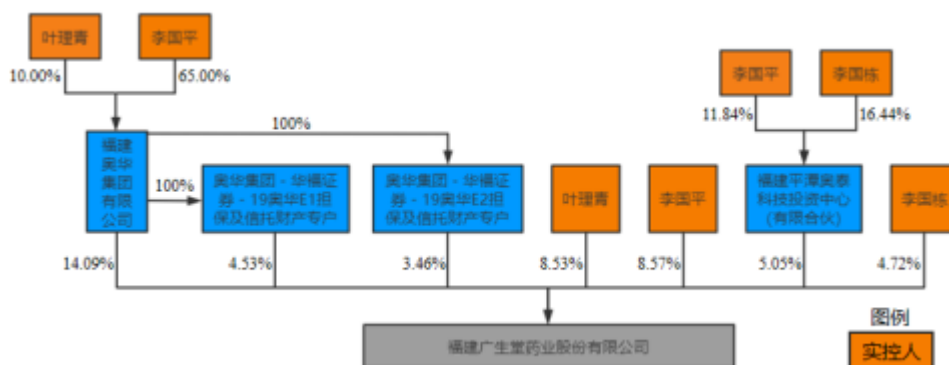 叶理青
李国平
10.00%
65.00%
李国平
李国栋
11.84%
16.44%
100%
福建
奥华
集团
有限
公司
100%
奥华集团 - 华福证
券 - 19奥华E1担
保及信托财产专户
奥华集团 - 华福证
券 - 19奥华E2担
保及信托财产专户
叶理青
李国平
福建平潭奥泰
科技投资中心
(有限合伙)
李国栋
14.09%
4.53%
3.46%
8.53%
8.57%
5.05%
4.72%
福建广生堂药业股份有限公司
图例
实控人